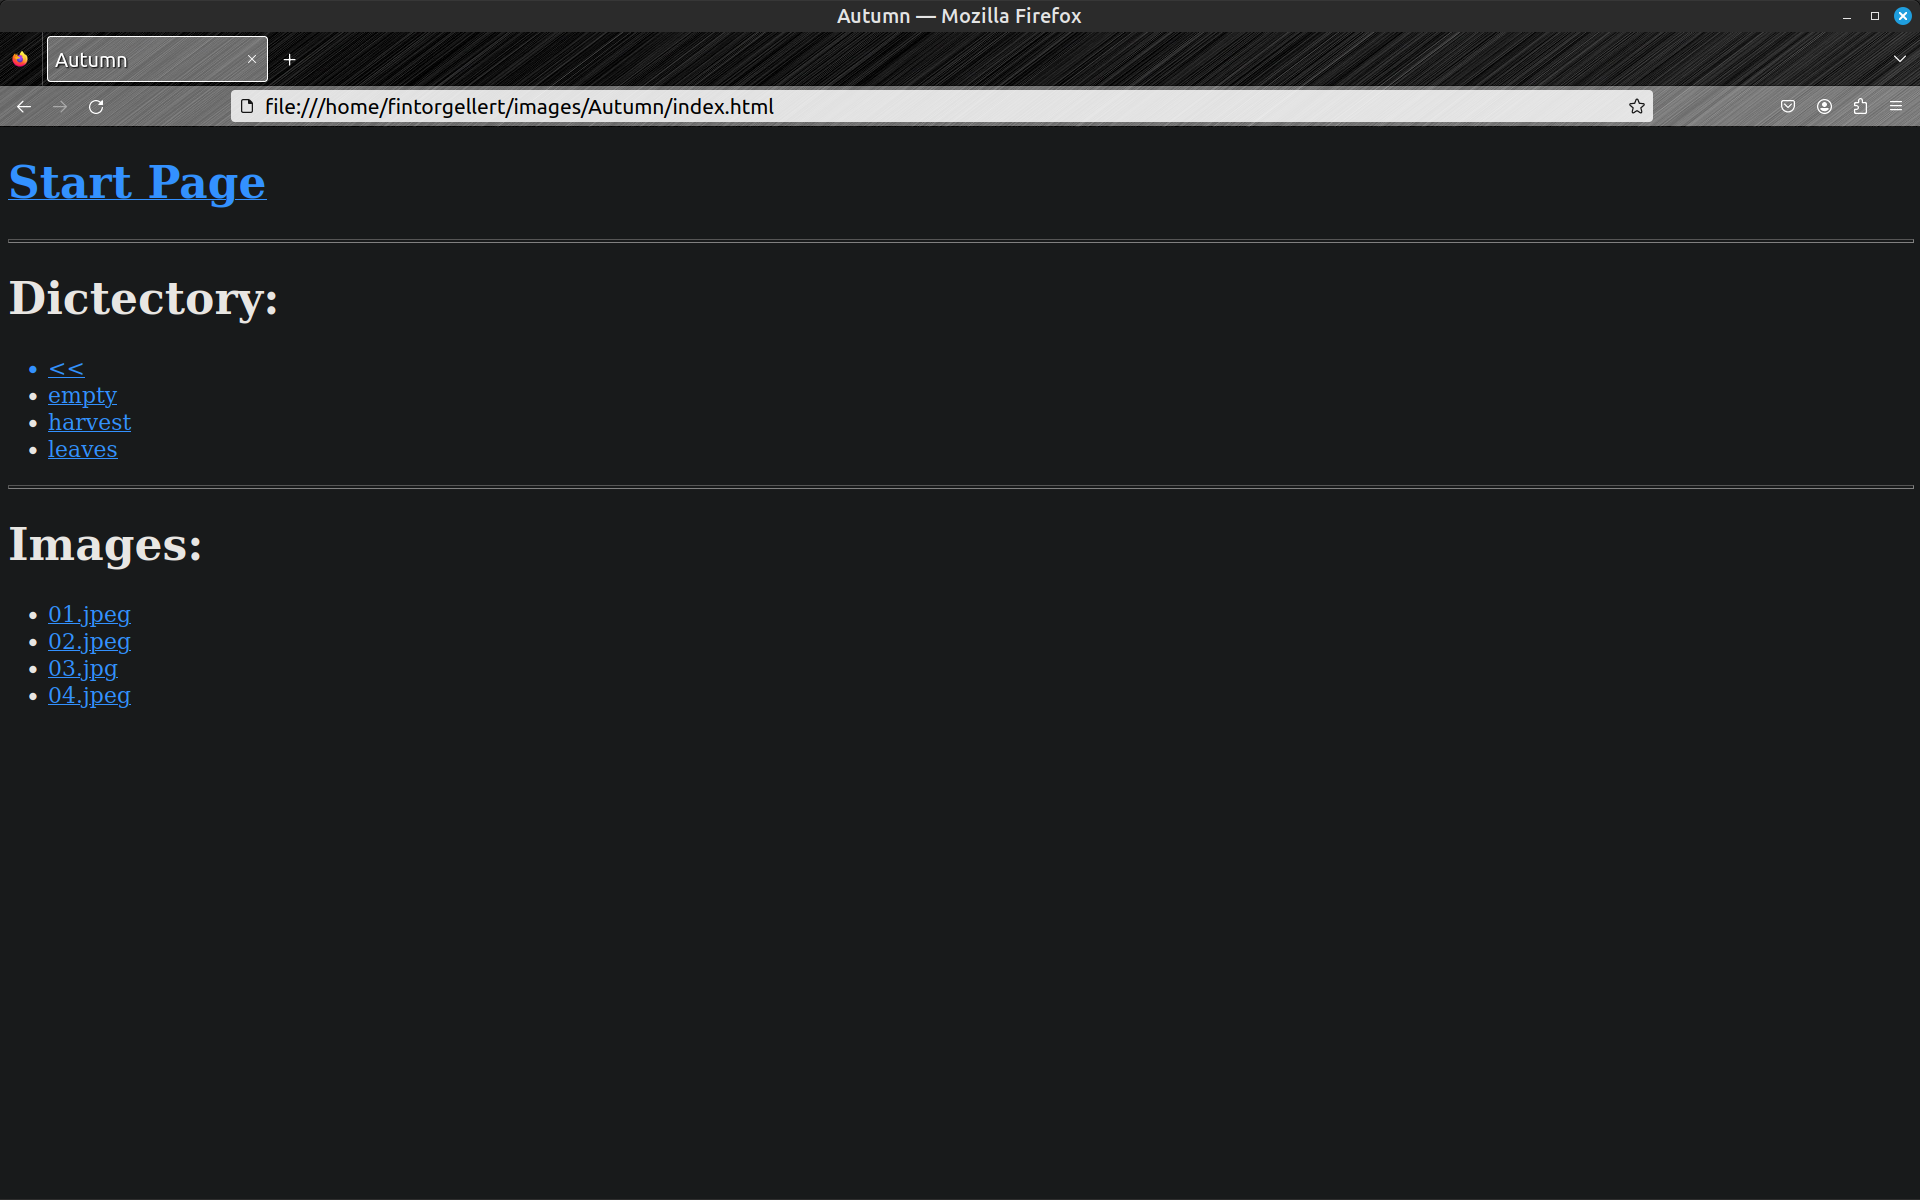 Autumn — Mozilla Firefox
Autumn
file:///home/fintorgellert/images/Autumn/index.html
Start Page
Dictectory:
<<
empty
harvest
leaves
Images:
01.jpeg
02.jpeg
03.jpg
04.jpeg